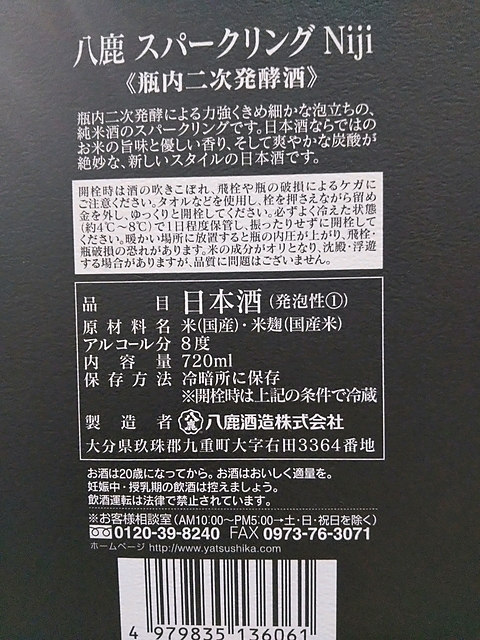 八鹿 スパークリング Niji
《瓶内二次発酵酒》
瓶内二次発酵による力強くきめ細かな泡立ちの、
純米酒のスパークリングです。日本酒ならではの
お米の旨味と優しい香り、そして爽やかな炭酸が
絶妙な、新しいスタイルの日本酒です。
開栓時は酒の吹きこぼれ、飛栓や瓶の破損によるケガに
ご注意ください。タオルなどを使用し、栓を押さえながら留め
金を外し、ゆっくりと開栓してください。必ずよく冷えた状態
(約4℃～8℃)で1日程度保管し、振ったりせずに開栓して
ください。暖かい場所に放置すると瓶の内圧が上がり、飛栓・
瓶破損の恐れがあります。米の成分がオリとなり、沈殿・浮遊
する場合がありますが、品質に問題はございません。
品目 日本酒(発泡性①)
原材料名 米(国産)・米麹(国産米)
アルコール分 8度
内容量 720ml
保存方法 冷暗所に保存
※開栓時は上記の条件で冷蔵
製造者 八鹿 八鹿酒造株式会社
大分県玖珠郡九重町大字右田3364番地
お酒は20歳になってから。お酒はおいしく適量を。
妊娠中・授乳期の飲酒は控えましょう。
飲酒運転は法律で禁止されています。
※お客様相談室(AM10:00～PM5:00→土・日・祝日を除く)
0120-39-8240 FAX 0973-76-3071
ホームページ http://www.yatsushika.com
4 979835 136061